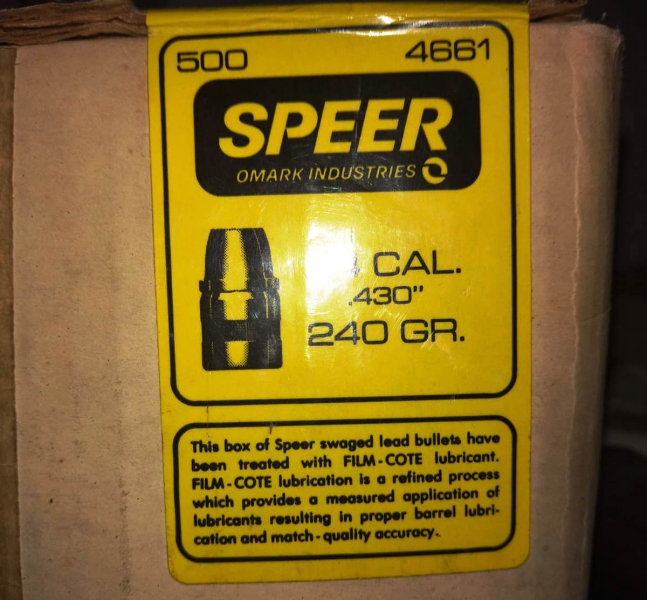 500 4661
SPEER
OMARK INDUSTRIES
CAL.
.430"
240 GR.
This box of Speer swaged lead bullets have
been treated with FILM-COTE lubricant.
FILM-COTE lubrication is a refined process
which provides a measured application of
lubricants resulting in proper barrel lubri-
cation and match-quality accuracy.